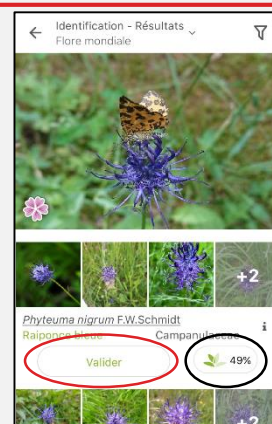 Identification - Résultats
Flore mondiale
+2
Phyteuma nigrum F.W.Schmidt
Raiponce bleue
Campanulaceae
Valider
49%
+2